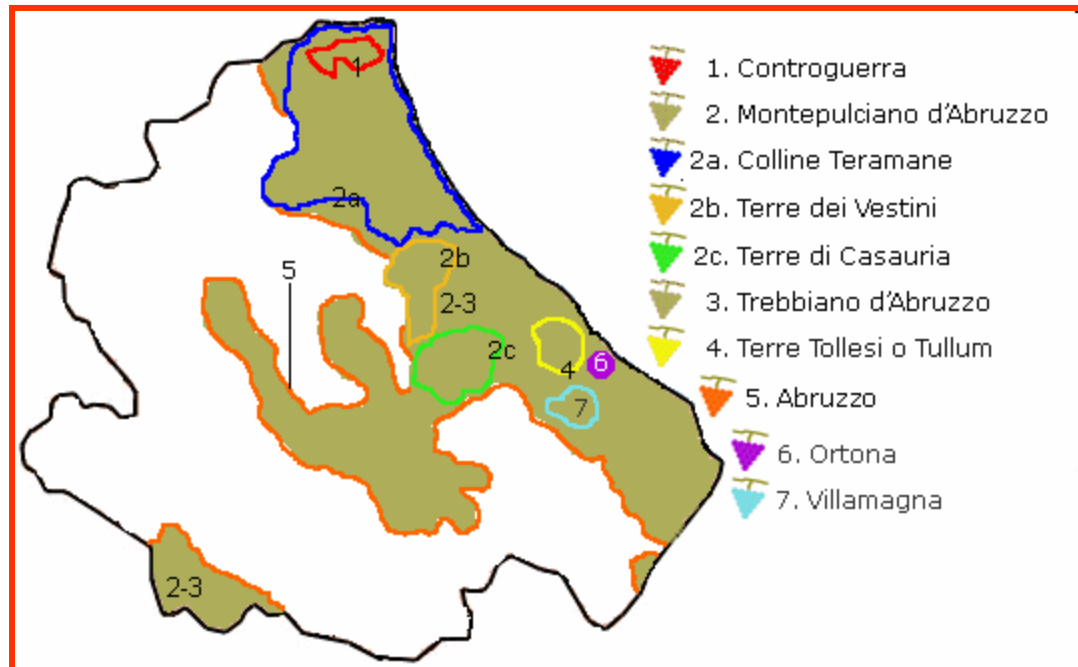 1
2a
2b
5
2-3
2c
4
6
7
2-3
1. Controguerra
2. Montepulciano d'Abruzzo
2a. Colline Teramane
2b. Terre dei Vestini
2c. Terre di Casauria
3. Trebbiano d'Abruzzo
4. Terre Tollesi o Tullum
5. Abruzzo
6. Ortona
7. Villamagna